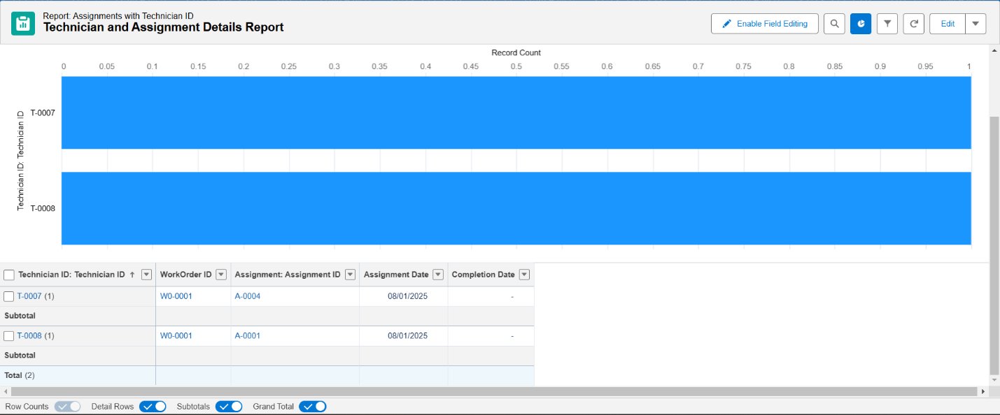 Report: Assignments with Technician ID
Technician and Assignment Details Report
Enable Field Editing
Edit
Record Count
0 0.05 0.1 0.15 0.2 0.25 0.3 0.35 0.4 0.45 0.5 0.55 0.6 0.65 0.7 0.75 0.8 0.85 0.9 0.95 1
Technician ID: Technician ID
T-0007
T-0008
Technician ID: Technician ID ↑ WorkOrder ID Assignment: Assignment ID Assignment Date Completion Date
T-0007 (1) W0-0001 A-0004 08/01/2025 -
Subtotal
T-0008 (1) W0-0001 A-0001 08/01/2025 -
Subtotal
Total (2)
Row Counts Detail Rows Subtotals Grand Total